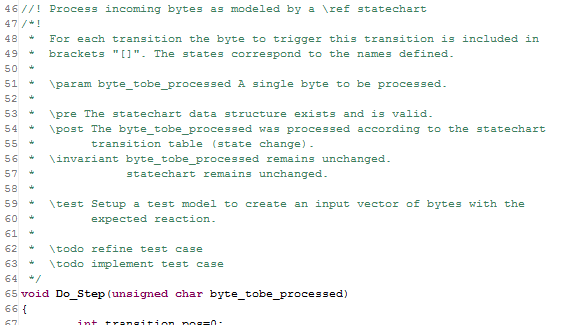 46 //! Process incoming bytes as modeled by a \ref statechart
47 /*!
48  *  For each transition the byte to trigger this transition is included in
49  *  brackets "[]". The states correspond to the names defined.
50  *
51  *  \param byte_tobe_processed A single byte to be processed.
52  *
53  *  \pre The statechart data structure exists and is valid.
54  *  \post The byte_tobe_processed was processed according to the statechart
55  *        transition table (state change).
56  *  \invariant byte_tobe_processed remains unchanged.
57  *             statechart remains unchanged.
58  *
59  *  \test Setup a test model to create an input vector of bytes with the
60  *        expected reaction.
61  *
62  *  \todo refine test case
63  *  \todo implement test case
64  */
65 void Do_Step(unsigned char byte_tobe_processed)
66 {
67         int transition_pos=0;